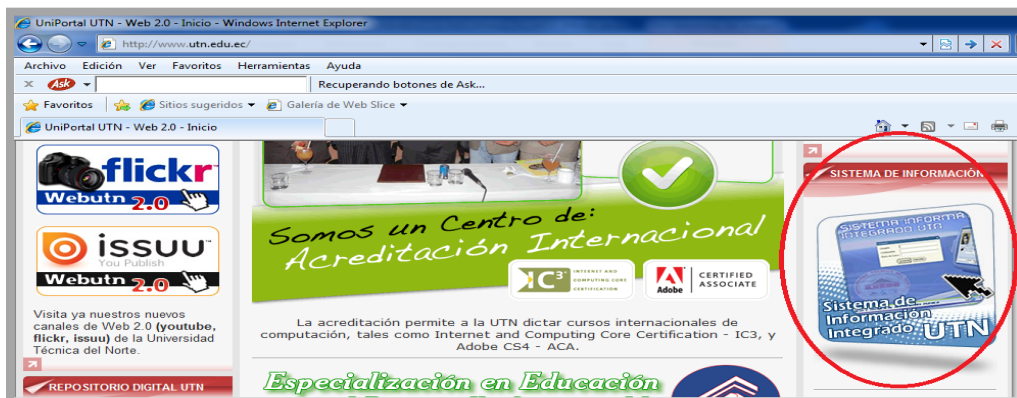 UniPortal UTN - Web 2.0 - Inicio - Windows Internet Explorer
http://www.utn.edu.ec/
Archivo Edición Ver Favoritos Herramientas Ayuda
x Ask Recuperando botones de Ask...
Favoritos Sitios sugeridos Galería de Web Slice
UniPortal UTN - Web 2.0 - Inicio
flickr
Webutn 2.0
issuu
You Publish
Webutn 2.0
Visita ya nuestros nuevos
canales de Web 2.0 (youtube,
flickr, issuu) de la Universidad
Técnica del Norte.
REPOSITORIO DIGITAL UTN
Somos un Centro de:
Acreditación Internacional
IC3
INTERNET AND
COMPUTING CORE
CERTIFICATION
Adobe
CERTIFIED
ASSOCIATE
La acreditación permite a la UTN dictar cursos internacionales de
computación, tales como Internet and Computing Core Certification - IC3, y
Adobe CS4 - ACA.
Especialización en Educación
SISTEMA DE INFORMACIÓN
SISTEMA INFORMA
INTEGRADO UTN
Sistema de
Información
Integrado UTN